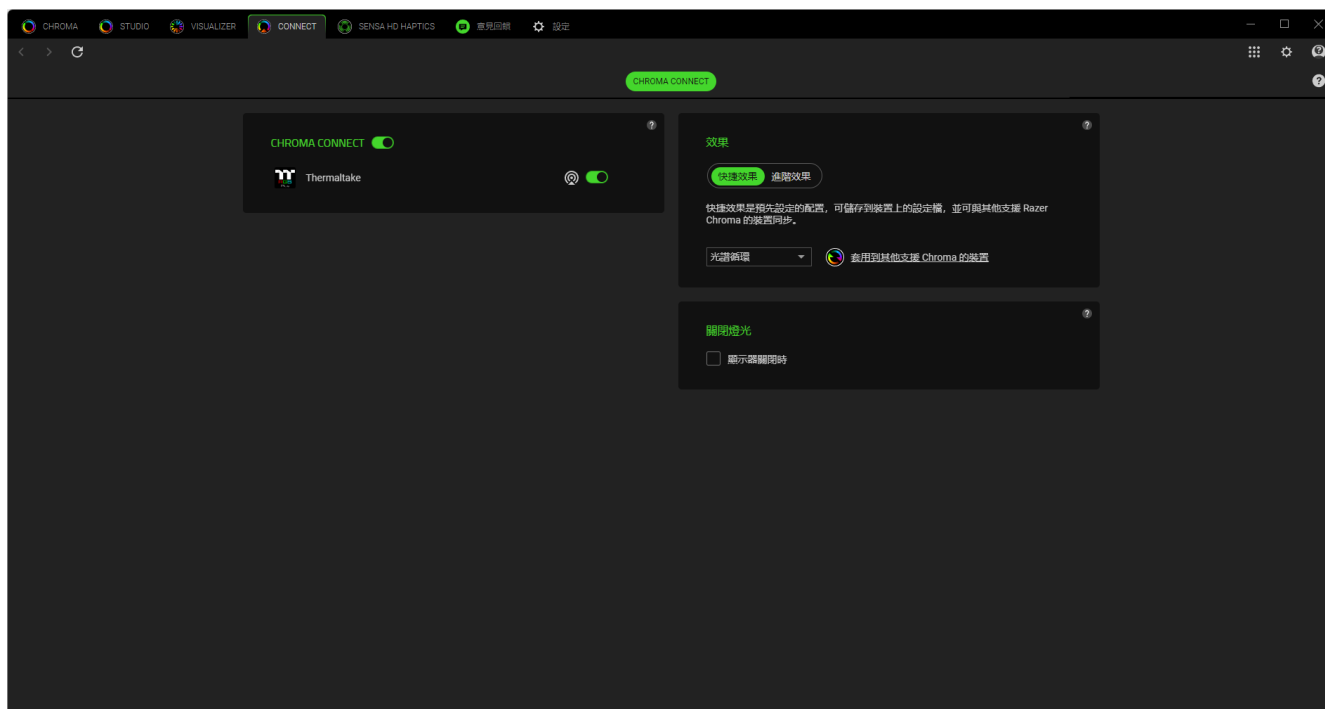 CHROMA
STUDIO
VISUALIZER
CONNECT
SENSA HD HAPTICS
意見回饋
設定
CHROMA CONNECT
CHROMA CONNECT
Thermaltake
效果
快捷效果
進階效果
快捷效果是預先設定的配置，可儲存到裝置上的設定檔，並可與其他支援 Razer
Chroma 的裝置同步。
光譜循環
套用到其他支援 Chroma 的裝置
關閉燈光
顯示器關閉時